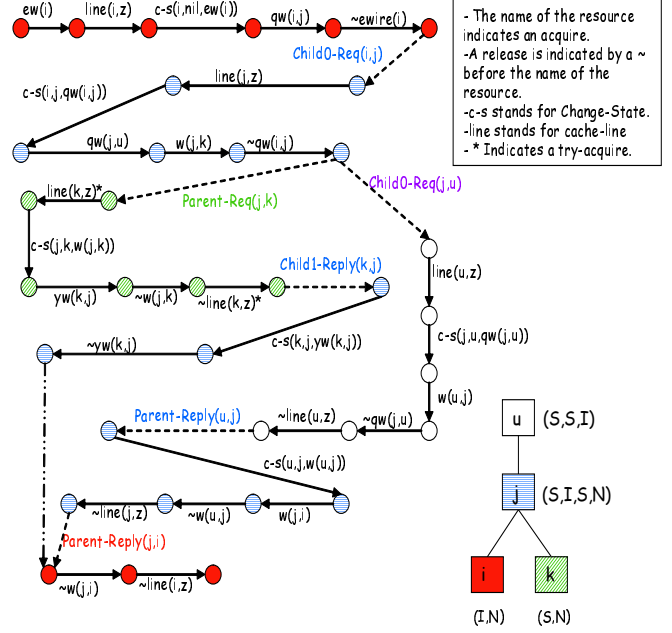 ew(i)
line(i,z)
c-s(i,nil,ew(i))
qw(i,j)
~ewire(i)
- The name of the resource
indicates an acquire.
-A release is indicated by a ~
before the name of the
resource.
-c-s stands for Change-State.
-line stands for cache-line
- * Indicates a try-acquire.
Child0-Req(i,j)
line(j,z)
c-s(i,j,qw(i,j))
qw(j,u)
w(j,k)
~qw(i,j)
Child0-Req(j,u)
line(k,z)*
Parent-Req(j,k)
c-s(j,k,w(j,k))
Child1-Reply(k,j)
line(u,z)
yw(k,j)
~w(j,k)
~line(k,z)*
c-s(k,j,yw(k,j))
c-s(j,u,qw(j,u))
~yw(k,j)
w(u,j)
Parent-Reply(u,j)
~line(u,z)
~qw(j,u)
u
(S,S,I)
c-s(u,j,w(u,j))
j
(S,I,S,N)
~line(j,z)
~w(u,j)
w(j,i)
Parent-Reply(j,i)
i
k
~w(j,i)
~line(i,z)
(I,N)
(S,N)